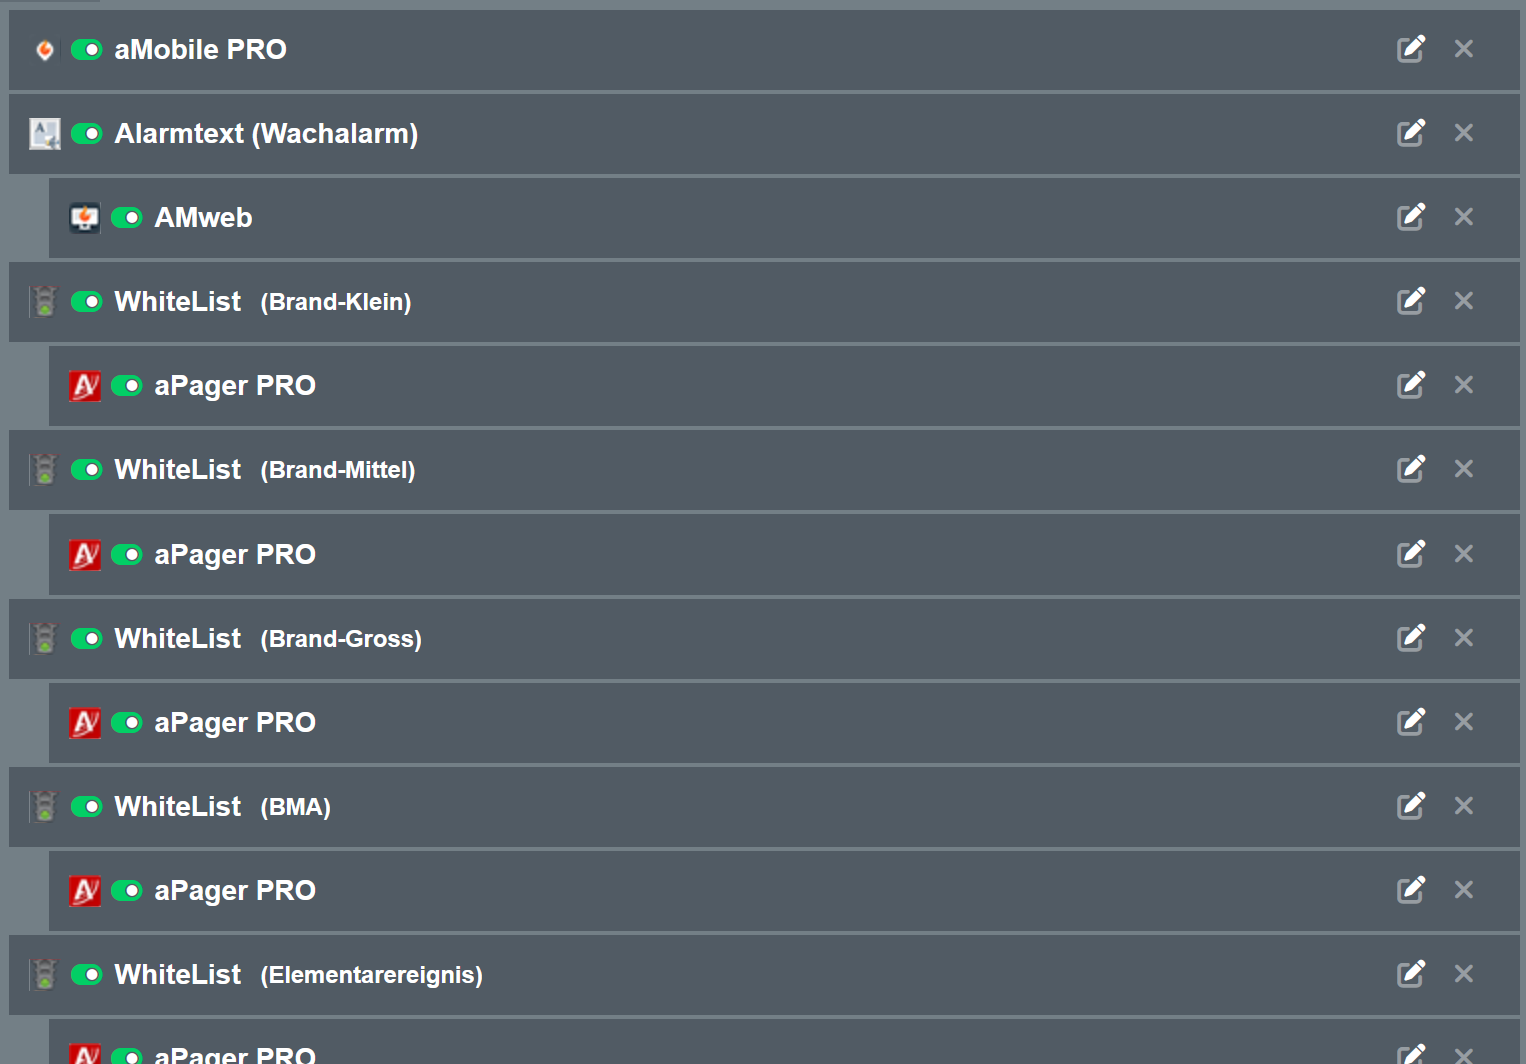 aMobile PRO
Alarmtext (Wachalarm)
AMweb
WhiteList (Brand-Klein)
aPager PRO
WhiteList (Brand-Mittel)
aPager PRO
WhiteList (Brand-Gross)
aPager PRO
WhiteList (BMA)
aPager PRO
WhiteList (Elementarereignis)
aPager PRO